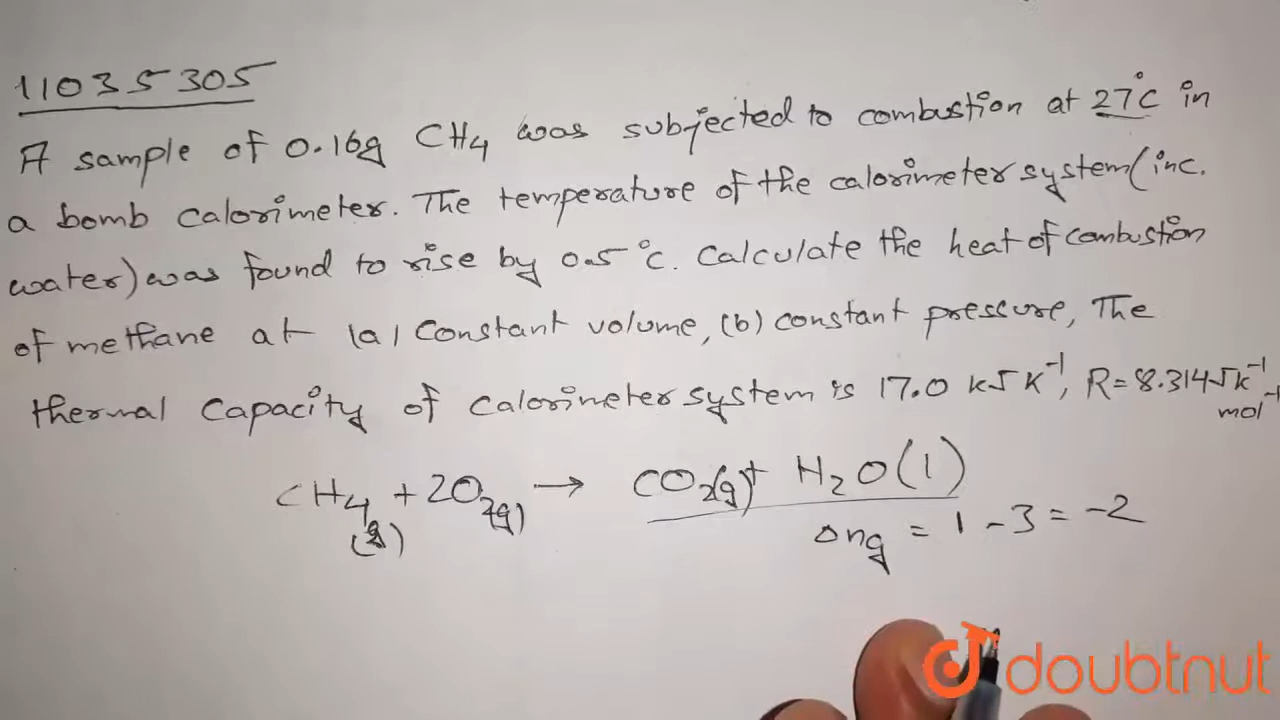 11035305
A sample of 0.16g CH4 was subjected to combustion at 27°C in
a bomb calorimeter. The temperature of the calorimeter system (inc.
water) was found to rise by 0.5°C. Calculate the heat of combustion
of methane at (a) constant volume, (b) constant pressure, The
thermal capacity of calorimeter system is 17.0 kJ K⁻¹, R = 8.314 J k⁻¹
mol⁻¹
CH4(g) + 2O2(g) → CO2(g) + H2O(l)
Δng = 1 - 3 = -2
doubtnut